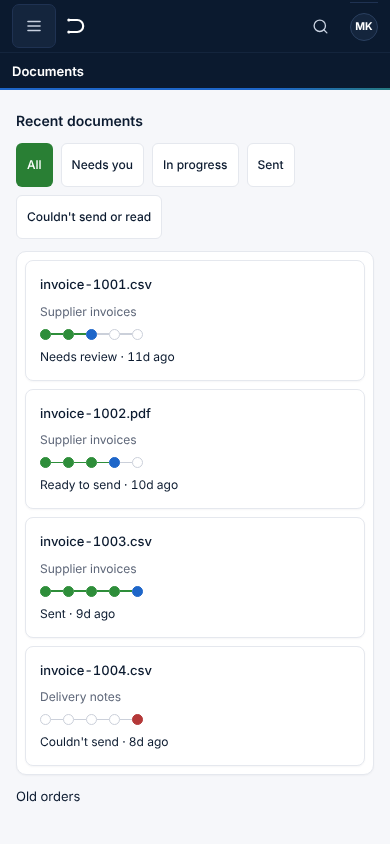 MK
Documents
Recent documents
All
Needs you
In progress
Sent
Couldn't send or read
invoice-1001.csv
Supplier invoices
Needs review · 11d ago
invoice-1002.pdf
Supplier invoices
Ready to send · 10d ago
invoice-1003.csv
Supplier invoices
Sent · 9d ago
invoice-1004.csv
Delivery notes
Couldn't send · 8d ago
Old orders